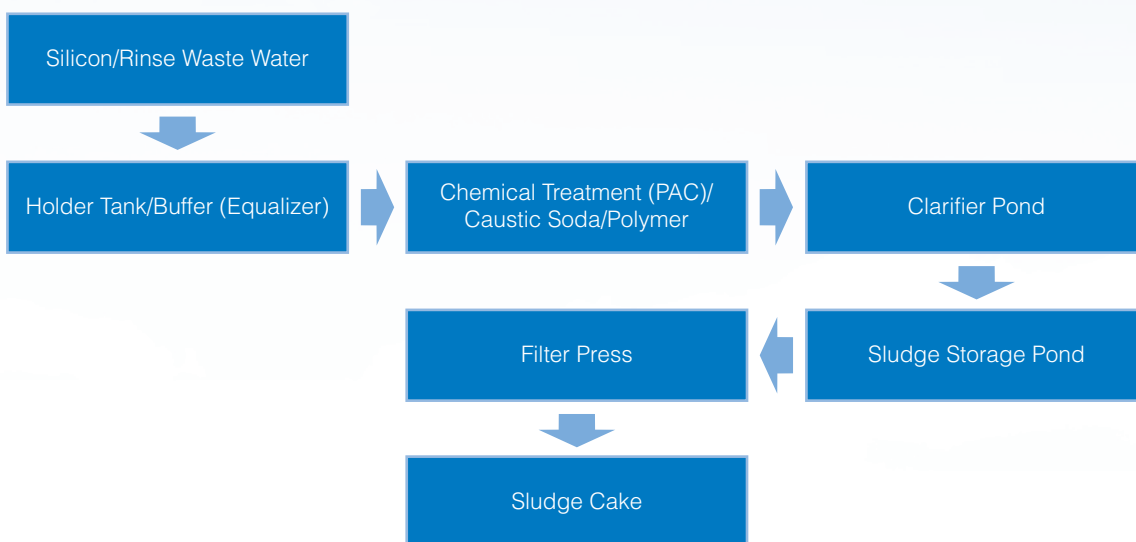 Silicon/Rinse Waste Water
Holder Tank/Buffer (Equalizer)
Chemical Treatment (PAC)/
Caustic Soda/Polymer
Clarifier Pond
Sludge Storage Pond
Filter Press
Sludge Cake